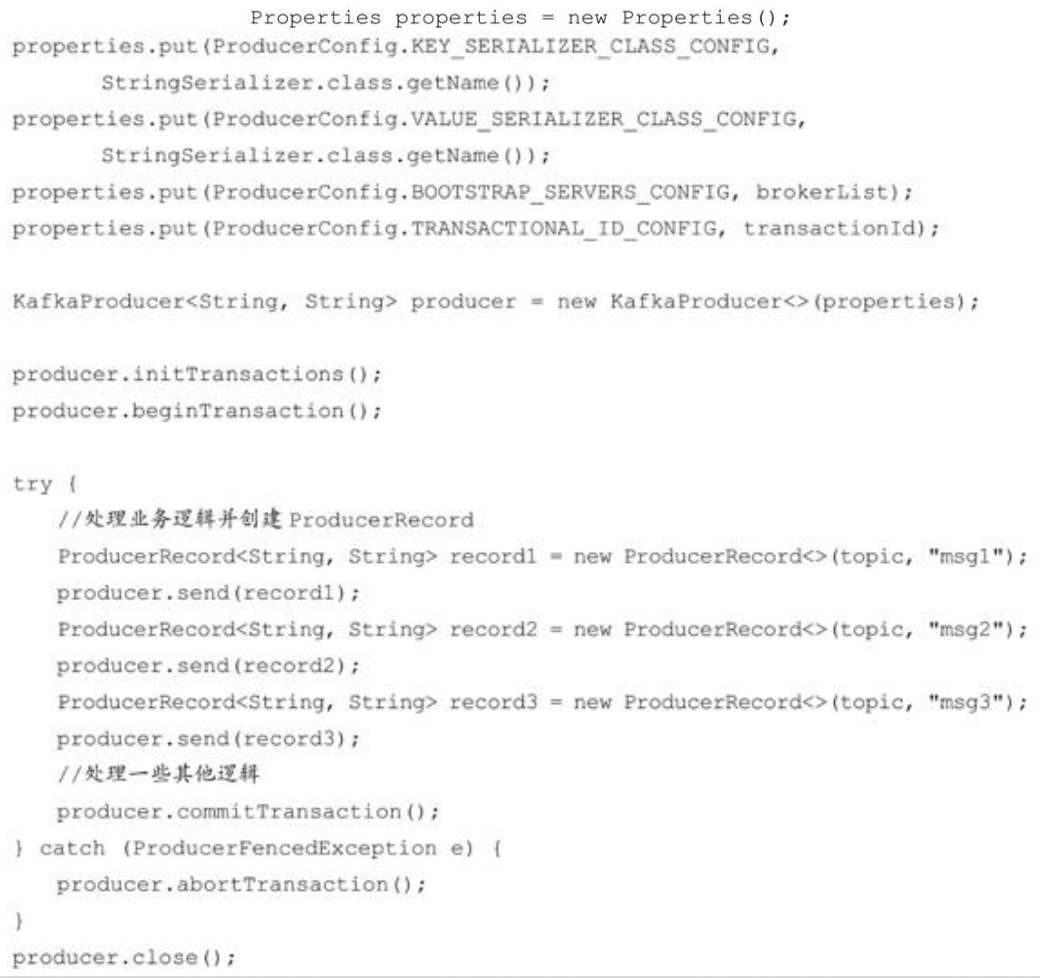 Properties properties = new Properties();
properties.put(ProducerConfig.KEY_SERIALIZER_CLASS_CONFIG,
StringSerializer.class.getName());
properties.put(ProducerConfig.VALUE_SERIALIZER_CLASS_CONFIG,
StringSerializer.class.getName());
properties.put(ProducerConfig.BOOTSTRAP_SERVERS_CONFIG, brokerList);
properties.put(ProducerConfig.TRANSACTIONAL_ID_CONFIG, transactionId);
KafkaProducer<String, String> producer = new KafkaProducer<>(properties);
producer.initTransactions();
producer.beginTransaction();
try {
//处理业务逻辑并创建 ProducerRecord
ProducerRecord<String, String> record1 = new ProducerRecord<>(topic, "msg1");
producer.send(record1);
ProducerRecord<String, String> record2 = new ProducerRecord<>(topic, "msg2");
producer.send(record2);
ProducerRecord<String, String> record3 = new ProducerRecord<>(topic, "msg3");
producer.send(record3);
//处理一些其他逻辑
producer.commitTransaction();
} catch (ProducerFencedException e) {
producer.abortTransaction();
}
producer.close();